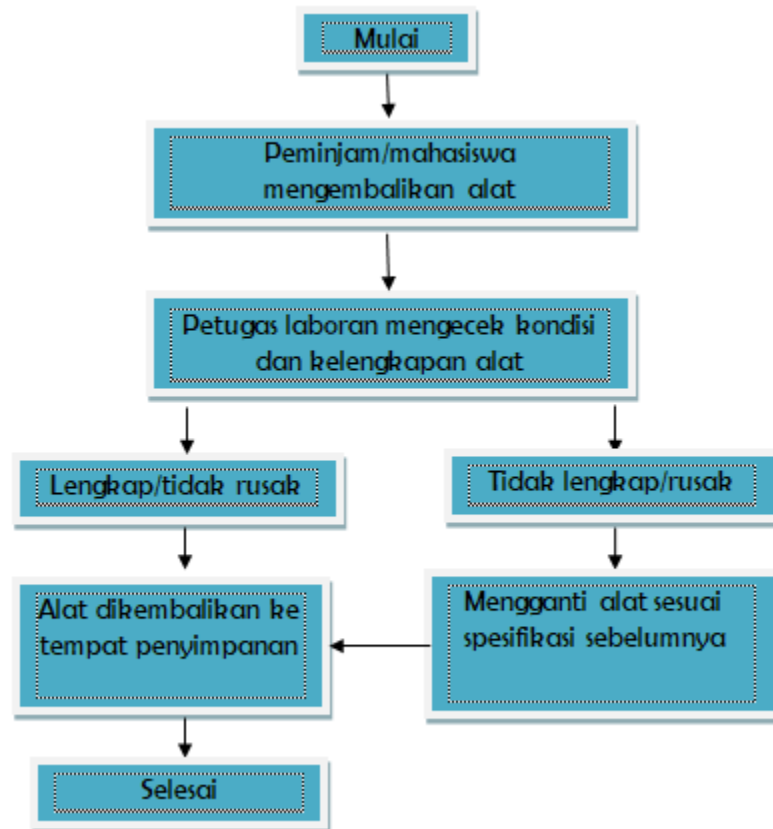 Mulai
Peminjam/mahasiswa
mengembalikan alat
Petugas laboran mengecek kondisi
dan kelengkapan alat
Lengkap/tidak rusak
Tidak lengkap/rusak
Alat dikembalikan ke
tempat penyimpanan
Mengganti alat sesuai
spesifikasi sebelumnya
Selesai